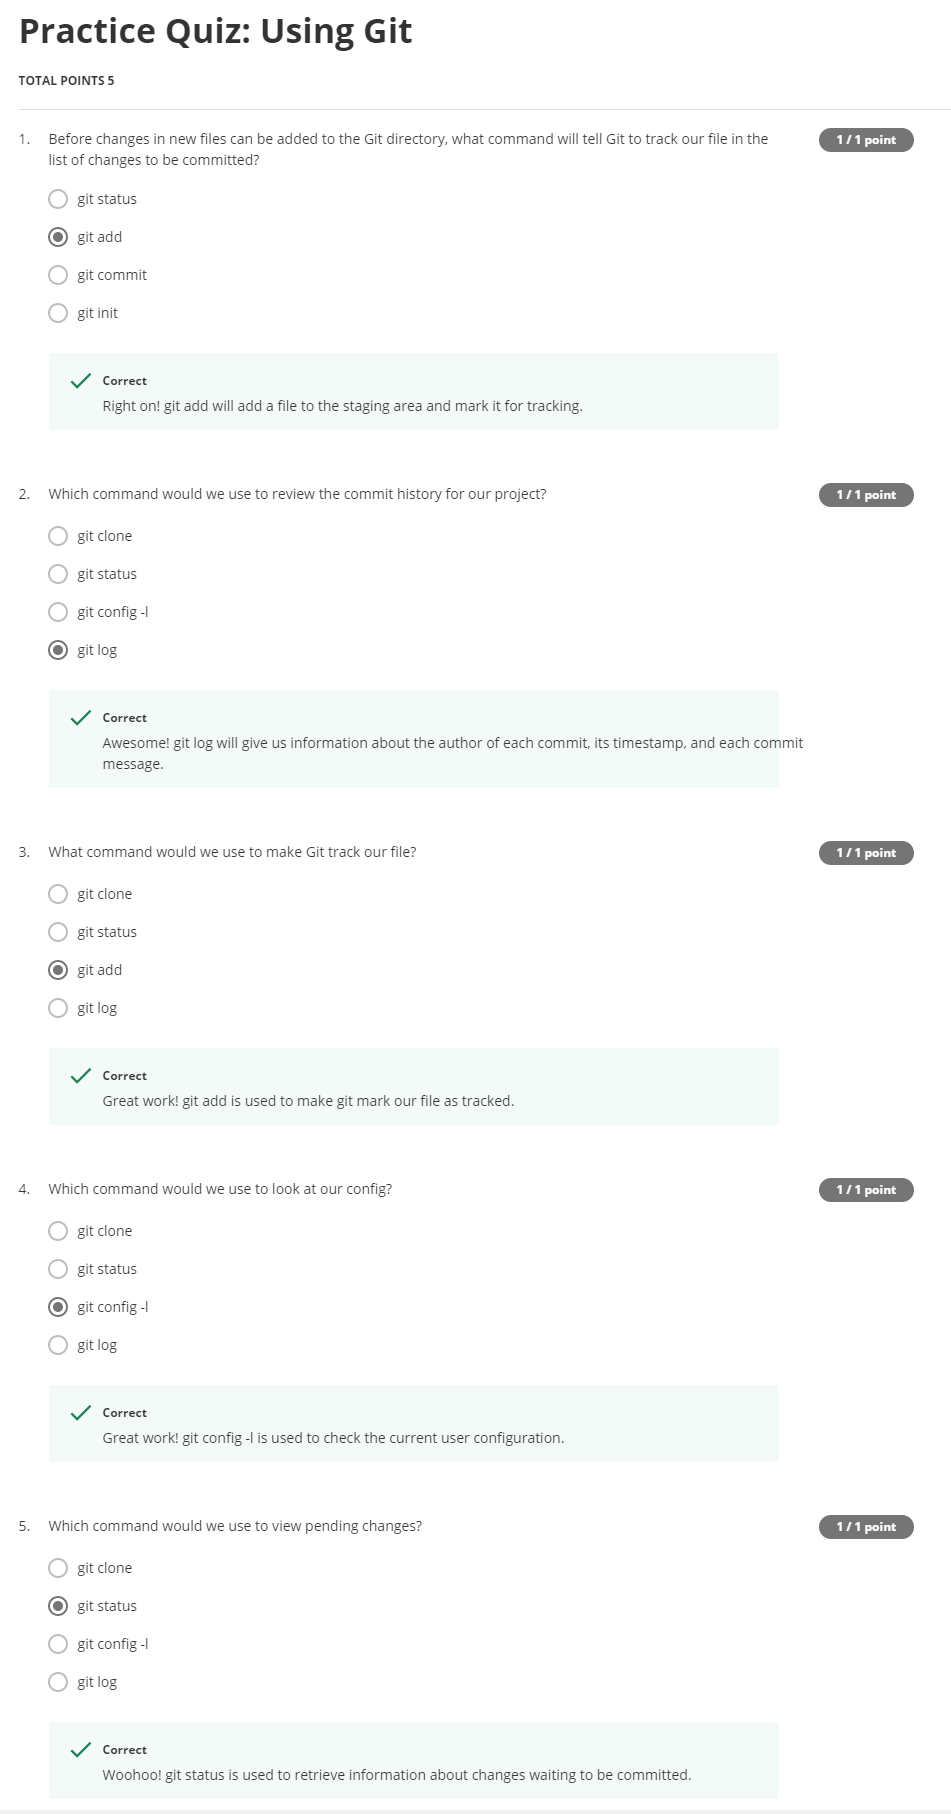 Practice Quiz: Using Git
TOTAL POINTS 5
1. Before changes in new files can be added to the Git directory, what command will tell Git to track our file in the
list of changes to be committed?
1 / 1 point
git status
git add
git commit
git init
Correct
Right on! git add will add a file to the staging area and mark it for tracking.
2. Which command would we use to review the commit history for our project?
1 / 1 point
git clone
git status
git config -l
git log
Correct
Awesome! git log will give us information about the author of each commit, its timestamp, and each commit
message.
3. What command would we use to make Git track our file?
1 / 1 point
git clone
git status
git add
git log
Correct
Great work! git add is used to make git mark our file as tracked.
4. Which command would we use to look at our config?
1 / 1 point
git clone
git status
git config -l
git log
Correct
Great work! git config -l is used to check the current user configuration.
5. Which command would we use to view pending changes?
1 / 1 point
git clone
git status
git config -l
git log
Correct
Woohoo! git status is used to retrieve information about changes waiting to be committed.